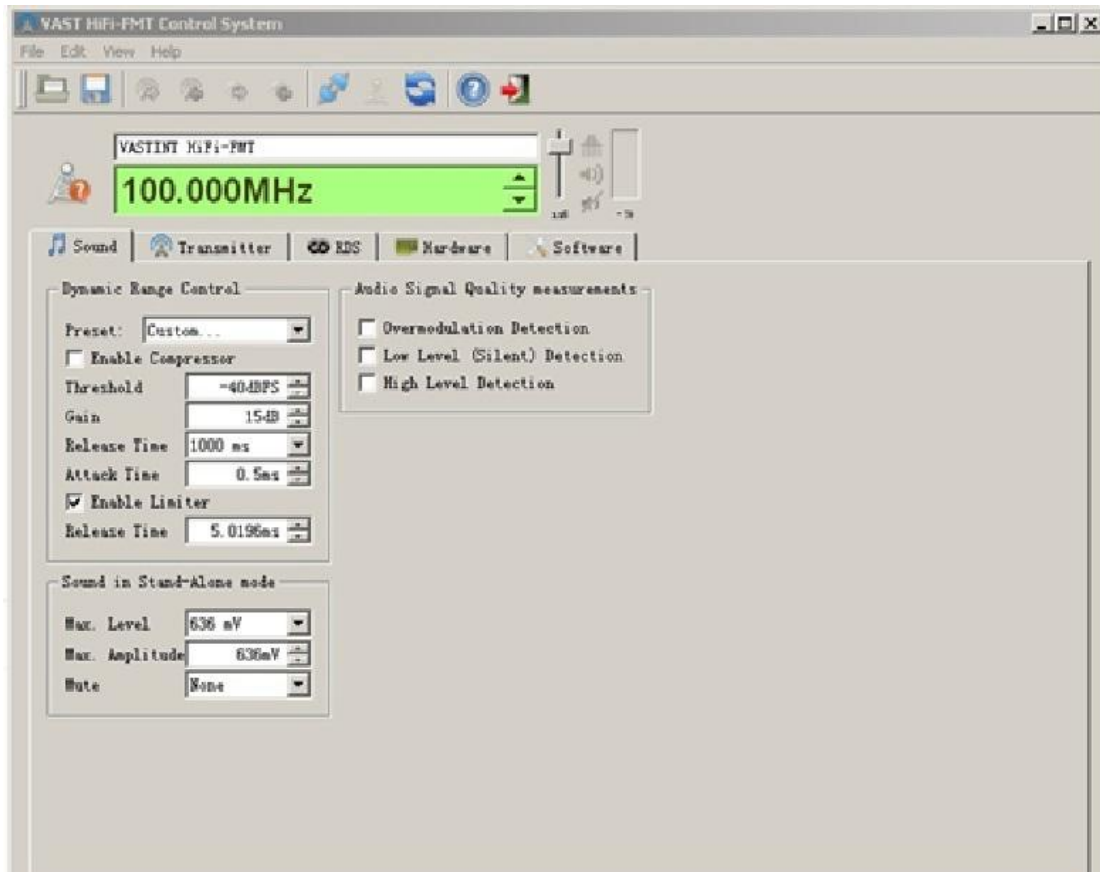 VAST HiFi-FMT Control System
File Edit View Help
VASTINT HiFi-FMT
100.000MHz
Sound Transmitter RDS Hardware Software
Dynamic Range Control
Preset: Custom...
Enable Compressor
Threshold -40dBFS
Gain 15dB
Release Time 1000 ms
Attack Time 0.5ms
Enable Limiter
Release Time 5.0196ms
Sound in Stand-Alone mode
Max. Level 636 mV
Max. Amplitude 636mV
Mute None
Audio Signal Quality measurements
Overmodulation Detection
Low Level (Silent) Detection
High Level Detection